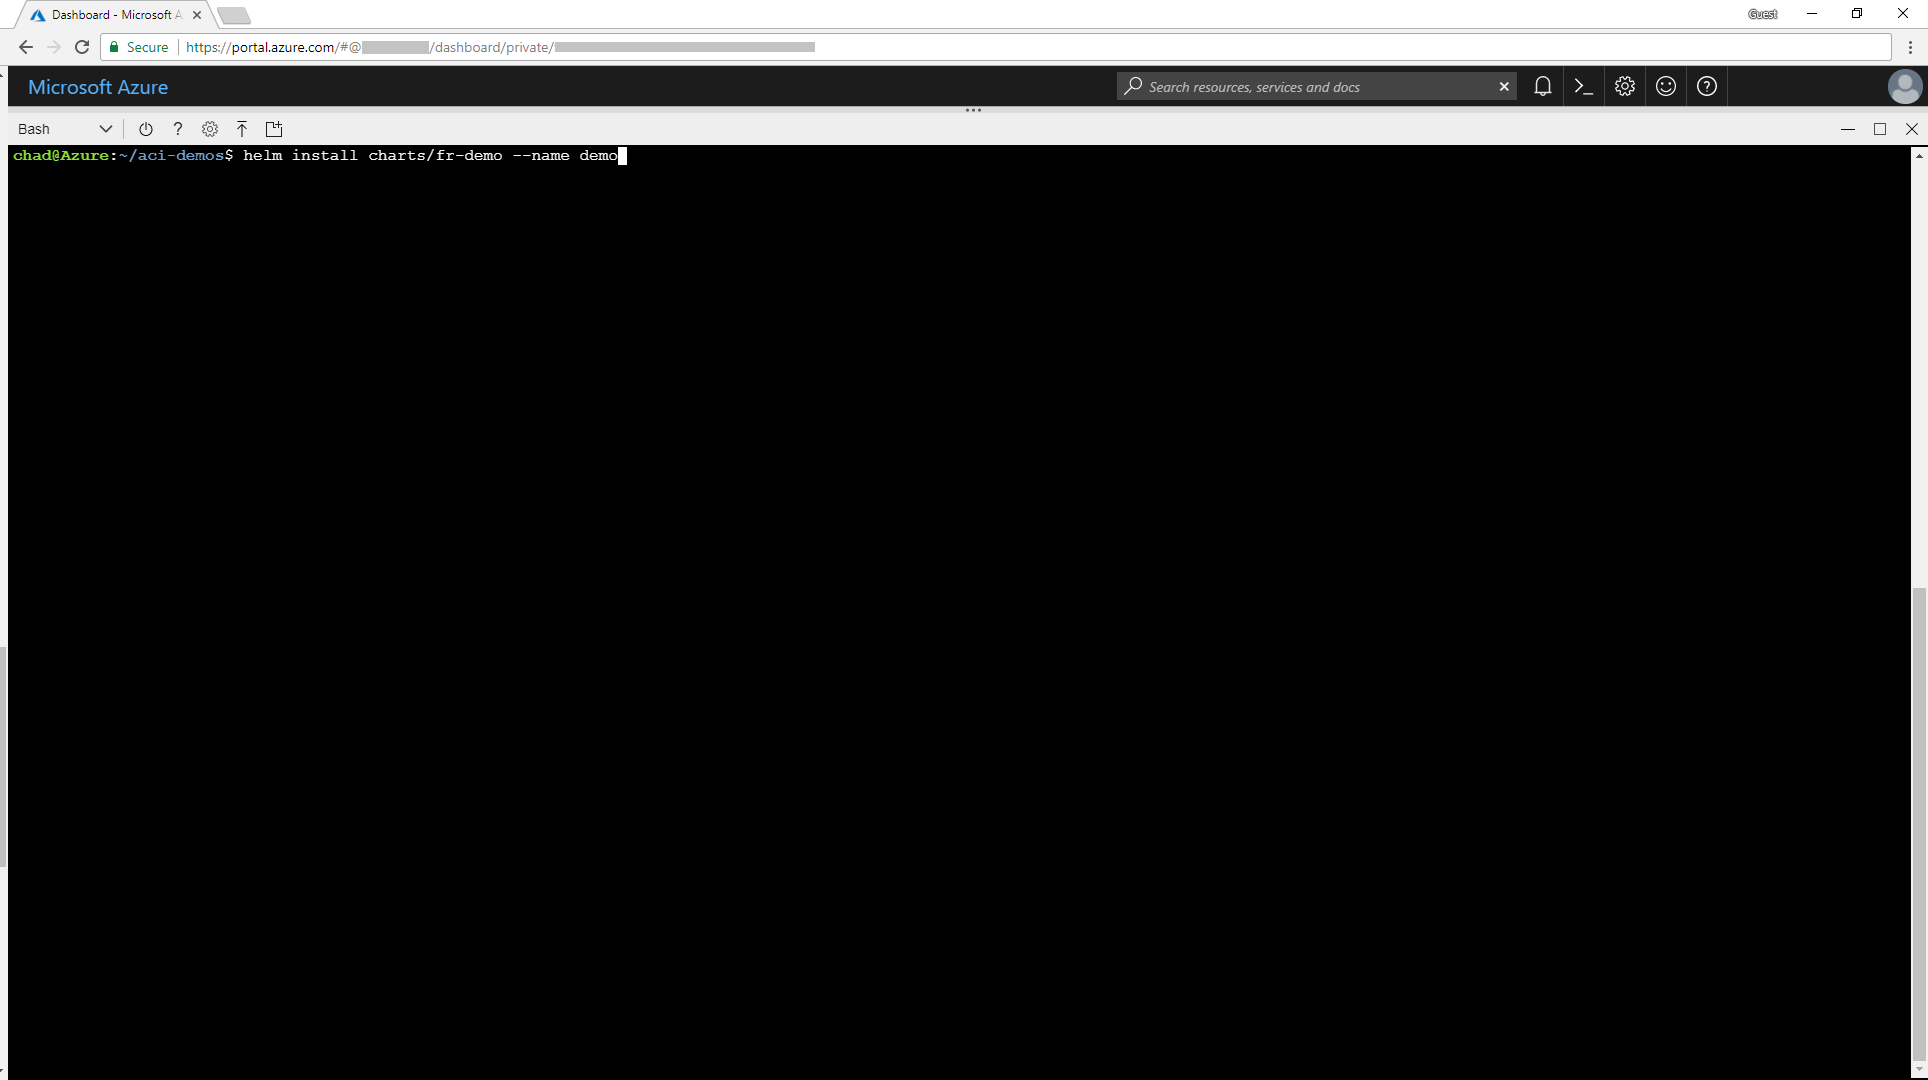 Dashboard - Microsoft A
Guest
Secure
https://portal.azure.com/#@
/dashboard/private/
Microsoft Azure
Search resources, services and docs
Bash
?
chad@Azure:~/aci-demos$ helm install charts/fr-demo --name demo